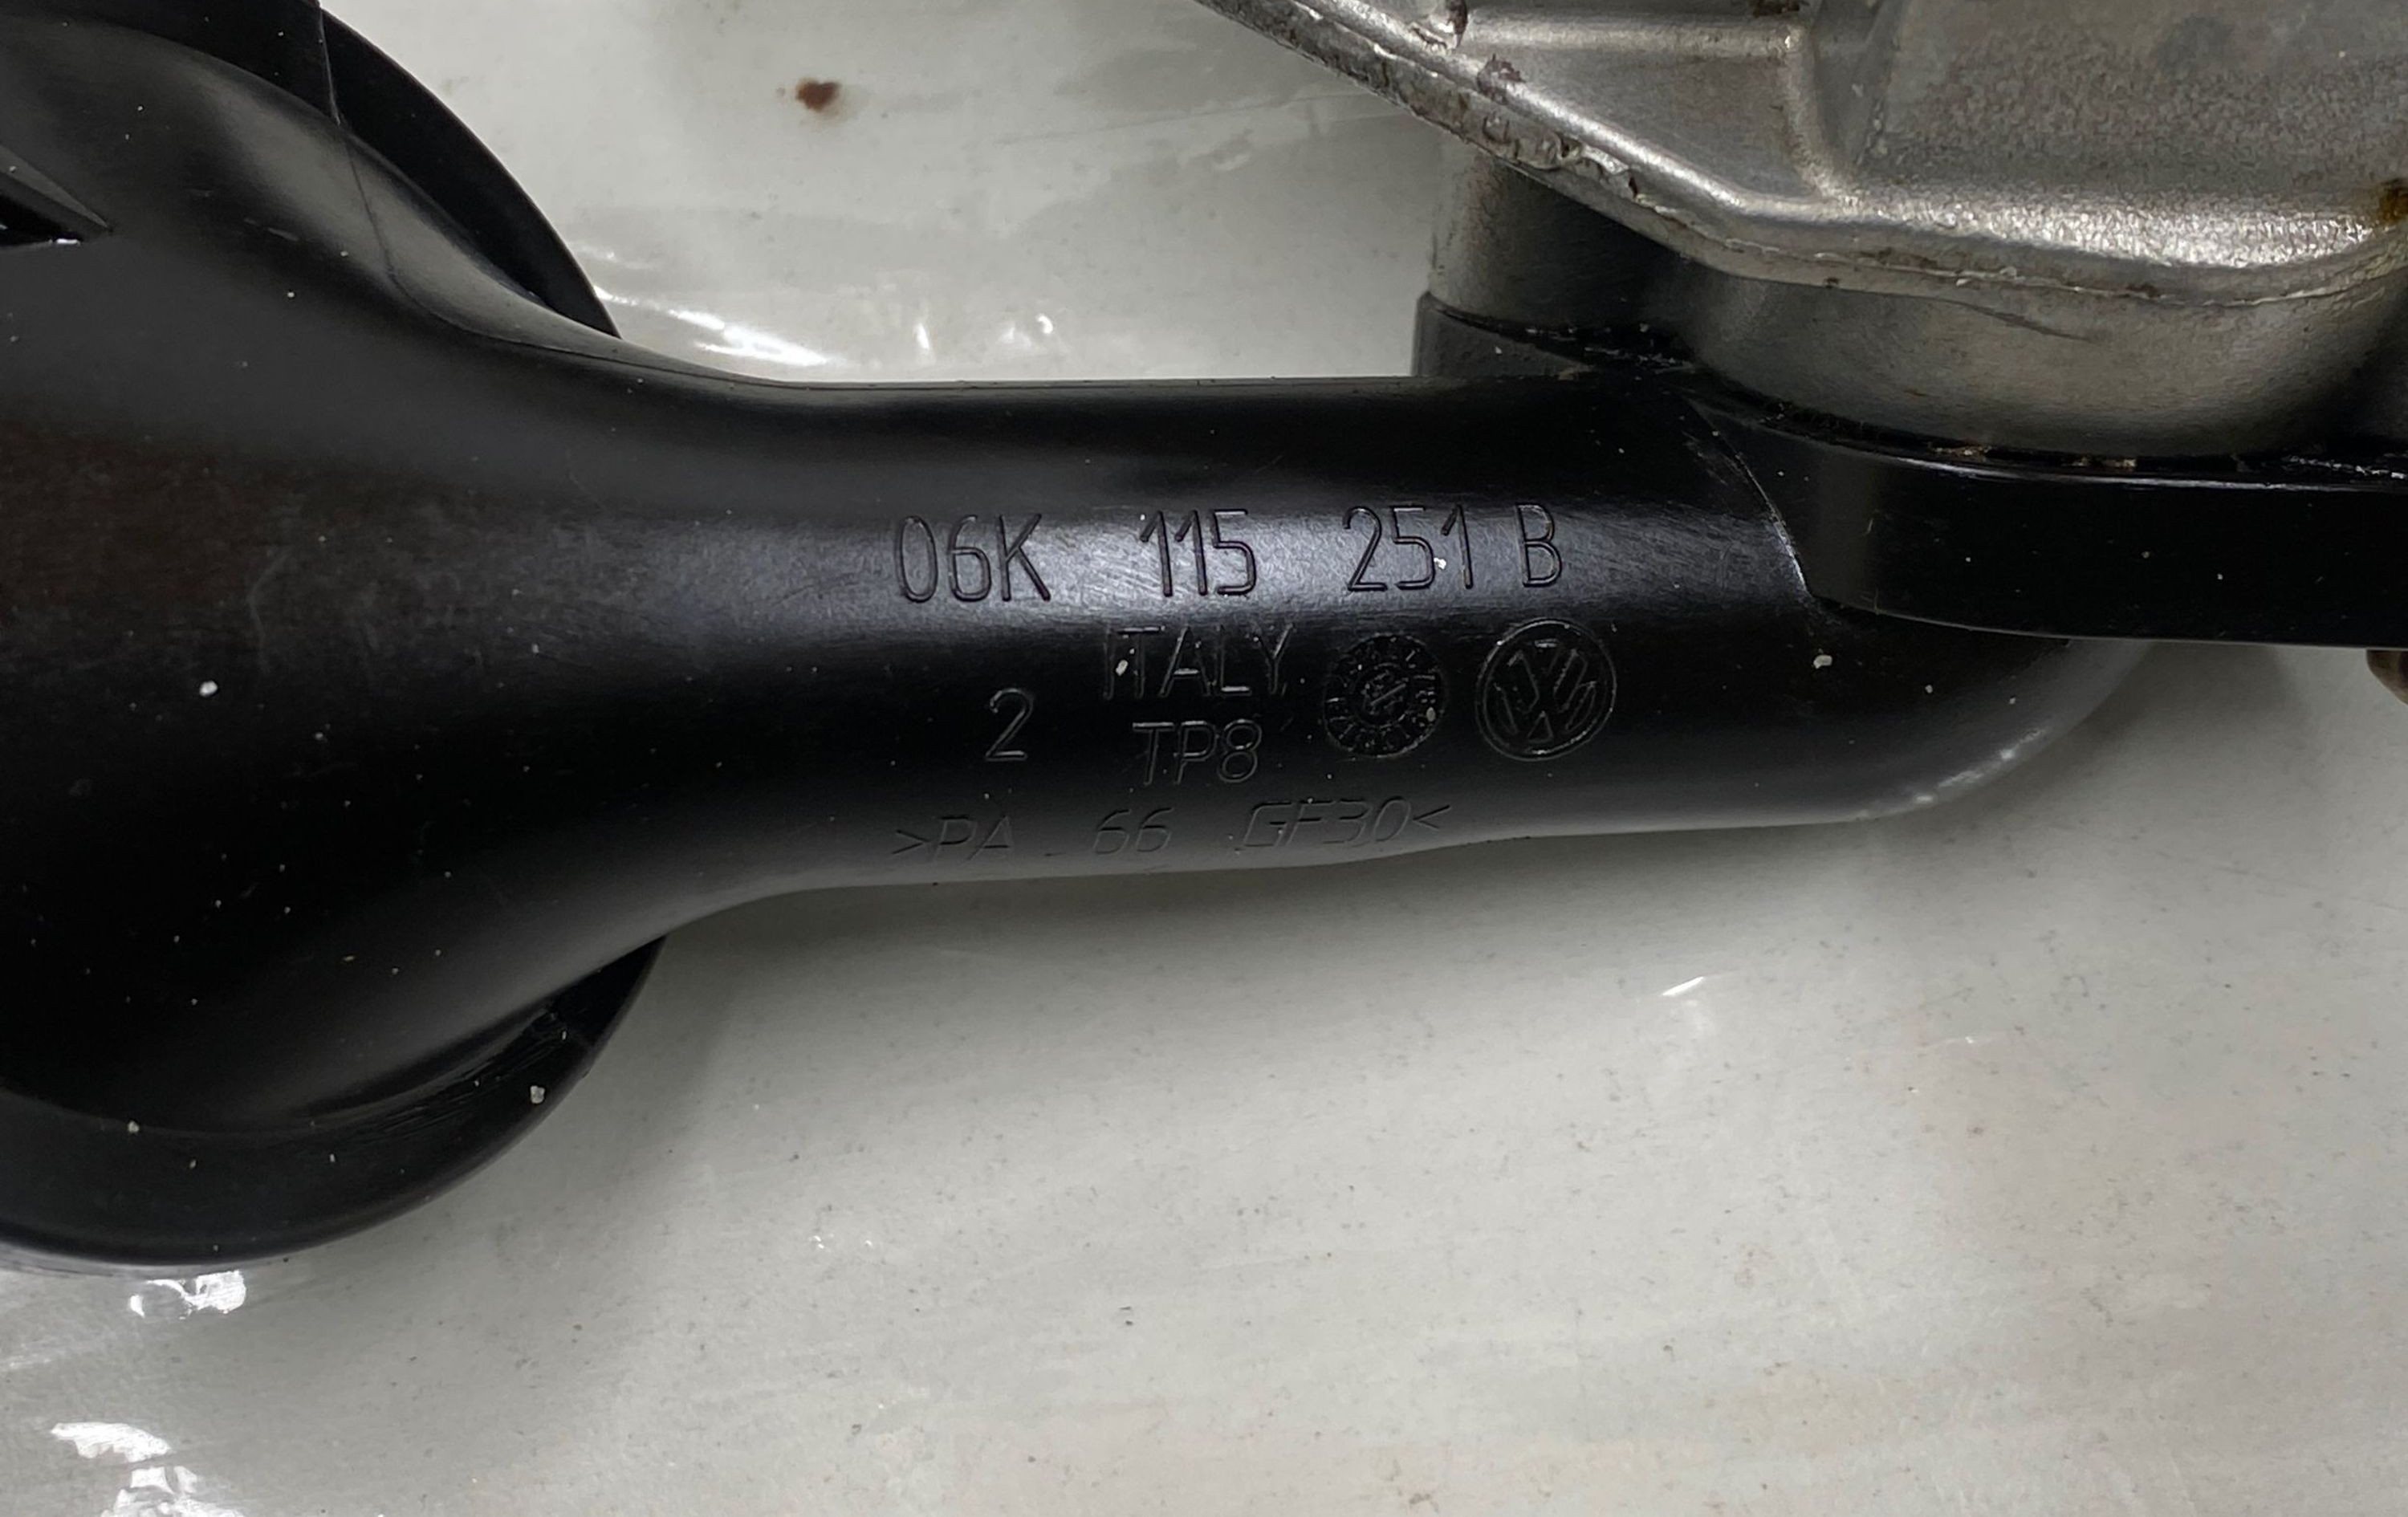 06K 115 251 B
ITALY
2 TP8
>PA 66 GF30<